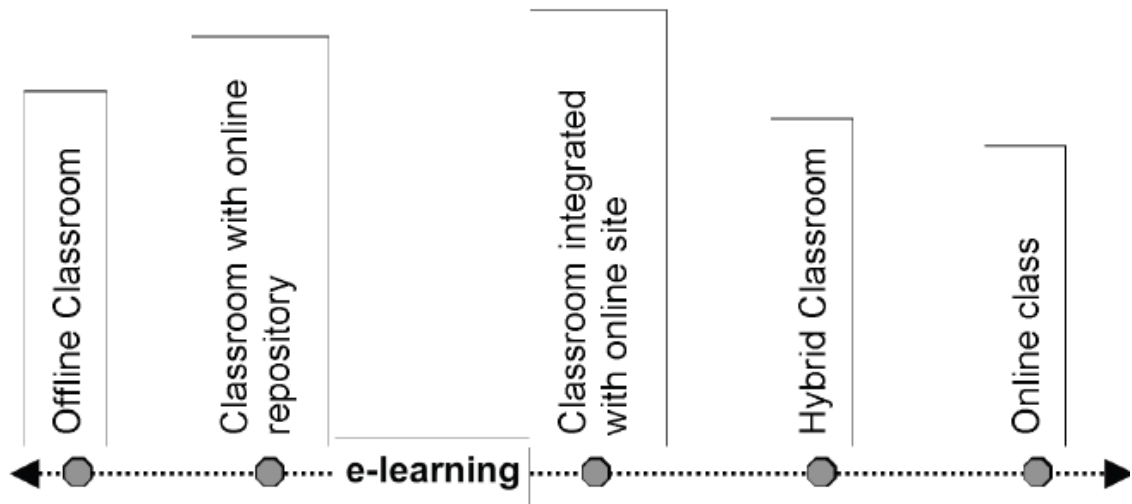 Offline Classroom
Classroom with online
repository
Classroom integrated
with online site
Hybrid Classroom
Online class
e-learning